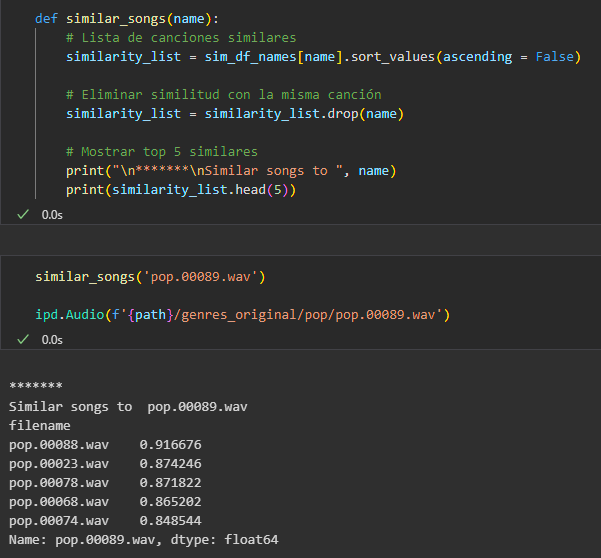 def similar_songs(name):
# Lista de canciones similares
similarity_list = sim_df_names[name].sort_values(ascending = False)
# Eliminar similitud con la misma canción
similarity_list = similarity_list.drop(name)
# Mostrar top 5 similares
print("\n*******\nSimilar songs to ", name)
print(similarity_list.head(5))
✓ 0.0s
similar_songs('pop.00089.wav')
ipd.Audio(f'{path}/genres_original/pop/pop.00089.wav')
✓ 0.0s
*******
Similar songs to  pop.00089.wav
filename
pop.00088.wav    0.916676
pop.00023.wav    0.874246
pop.00078.wav    0.871822
pop.00068.wav    0.865202
pop.00074.wav    0.848544
Name: pop.00089.wav, dtype: float64